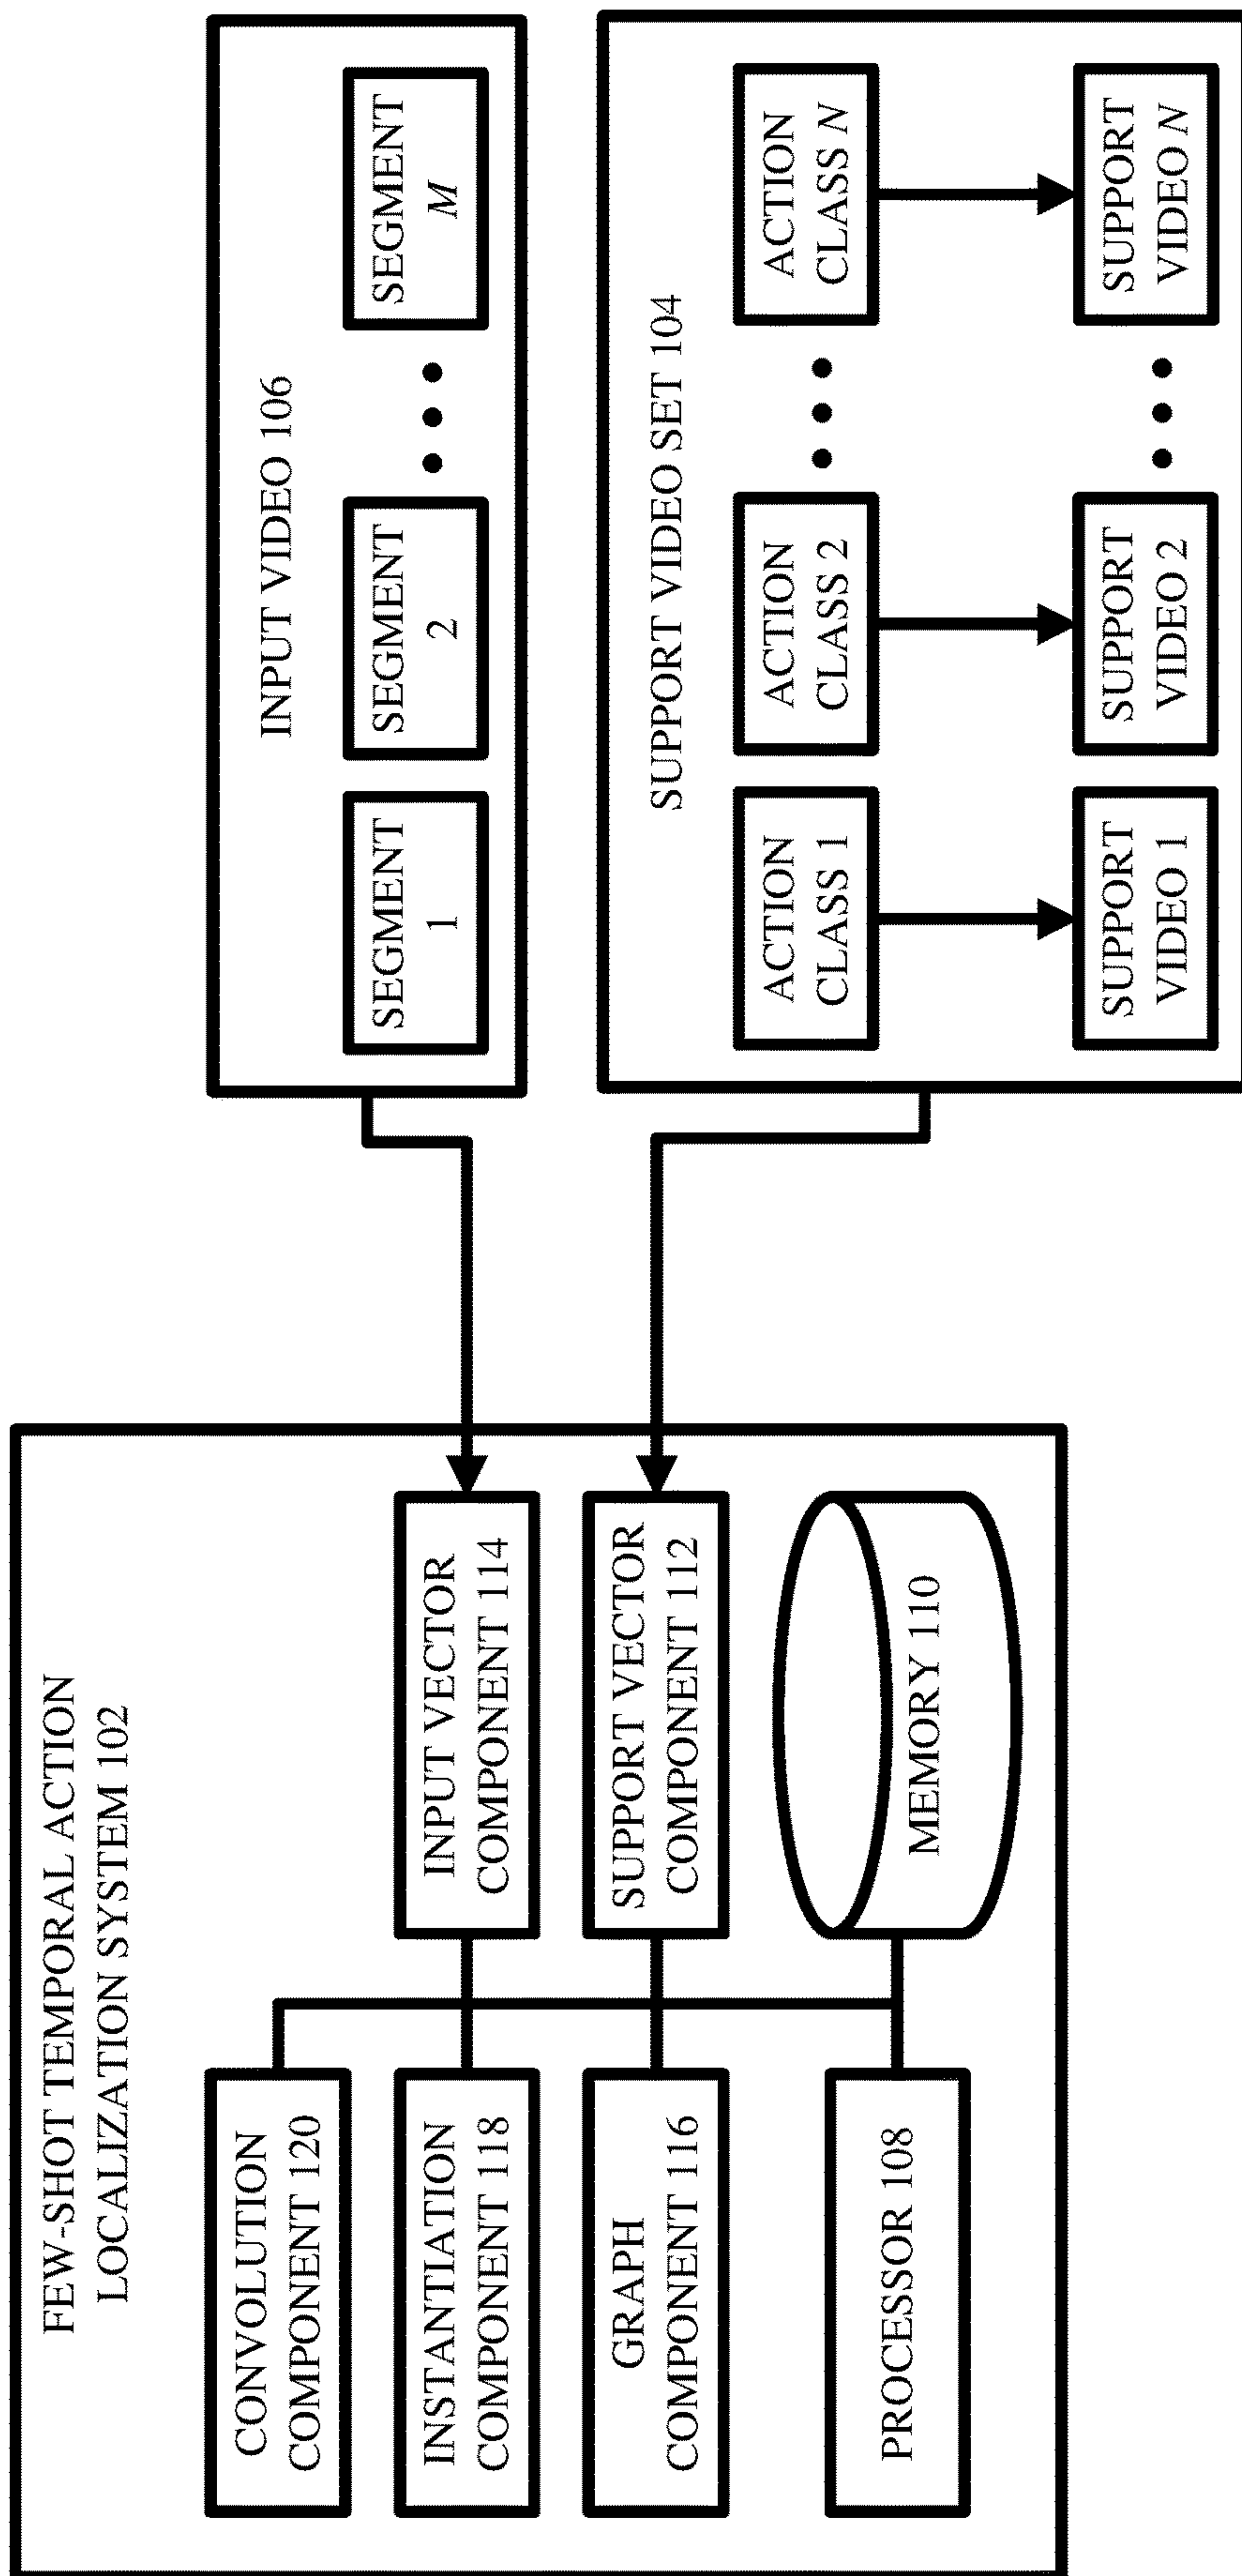 FEW-SHOT TEMPORAL ACTION
LOCALIZATION SYSTEM 102
CONVOLUTION
COMPONENT 120
INSTANTIATION
COMPONENT 118
INPUT VECTOR
COMPONENT 114
GRAPH
COMPONENT 116
SUPPORT VECTOR
COMPONENT 112
PROCESSOR 108
MEMORY 110
INPUT VIDEO 106
SEGMENT
1
SEGMENT
2
SEGMENT
M
SUPPORT VIDEO SET 104
ACTION
CLASS 1
ACTION
CLASS 2
ACTION
CLASS N
SUPPORT
VIDEO 1
SUPPORT
VIDEO 2
SUPPORT
VIDEO N